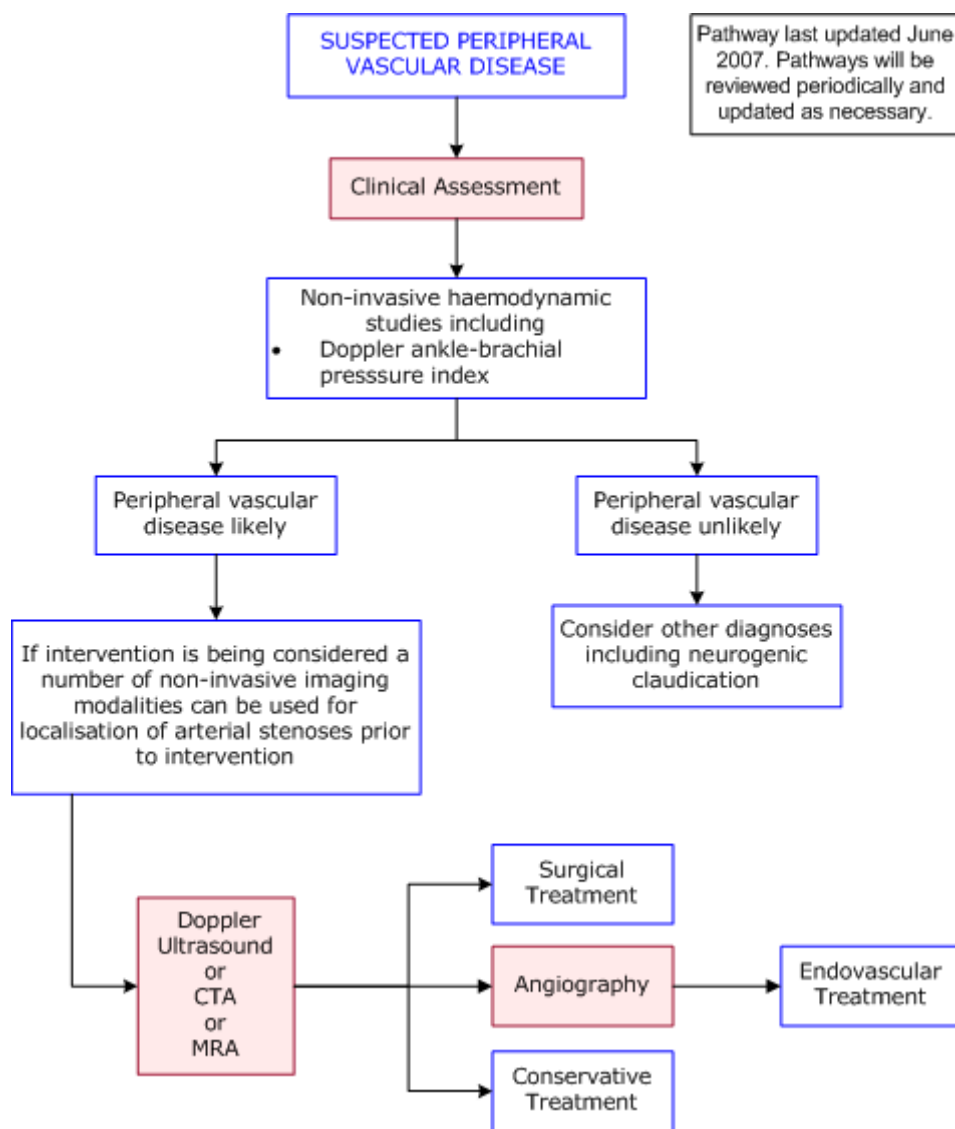 SUSPECTED PERIPHERAL
VASCULAR DISEASE
Pathway last updated June
2007. Pathways will be
reviewed periodically and
updated as necessary.
Clinical Assessment
Non-invasive haemodynamic
studies including
• Doppler ankle-brachial
presssure index
Peripheral vascular
disease likely
Peripheral vascular
disease unlikely
If intervention is being considered a
number of non-invasive imaging
modalities can be used for
localisation of arterial stenoses prior
to intervention
Consider other diagnoses
including neurogenic
claudication
Doppler
Ultrasound
or
CTA
or
MRA
Surgical
Treatment
Angiography
Endovascular
Treatment
Conservative
Treatment